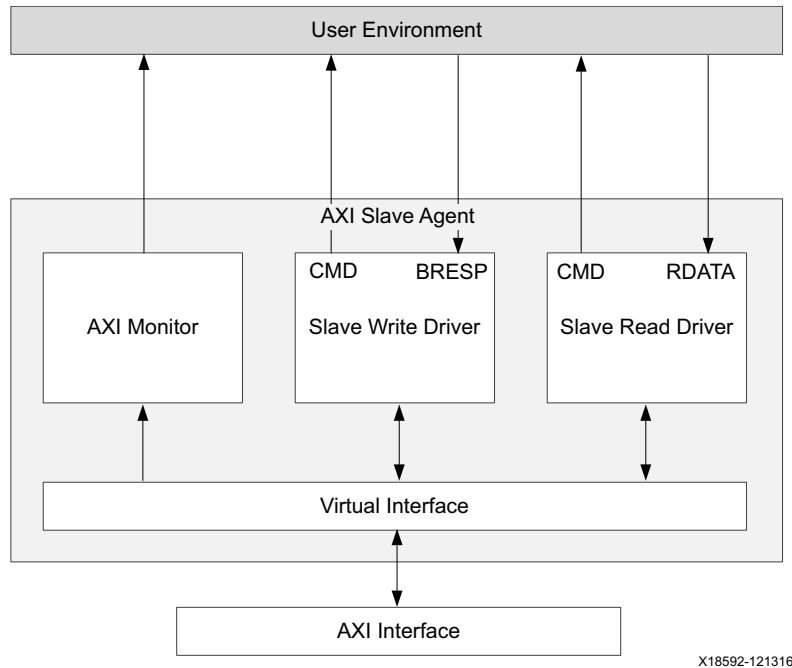 User Environment
AXI Slave Agent
CMD BRESP
CMD RDATA
AXI Monitor
Slave Write Driver
Slave Read Driver
Virtual Interface
AXI Interface
X18592-121316